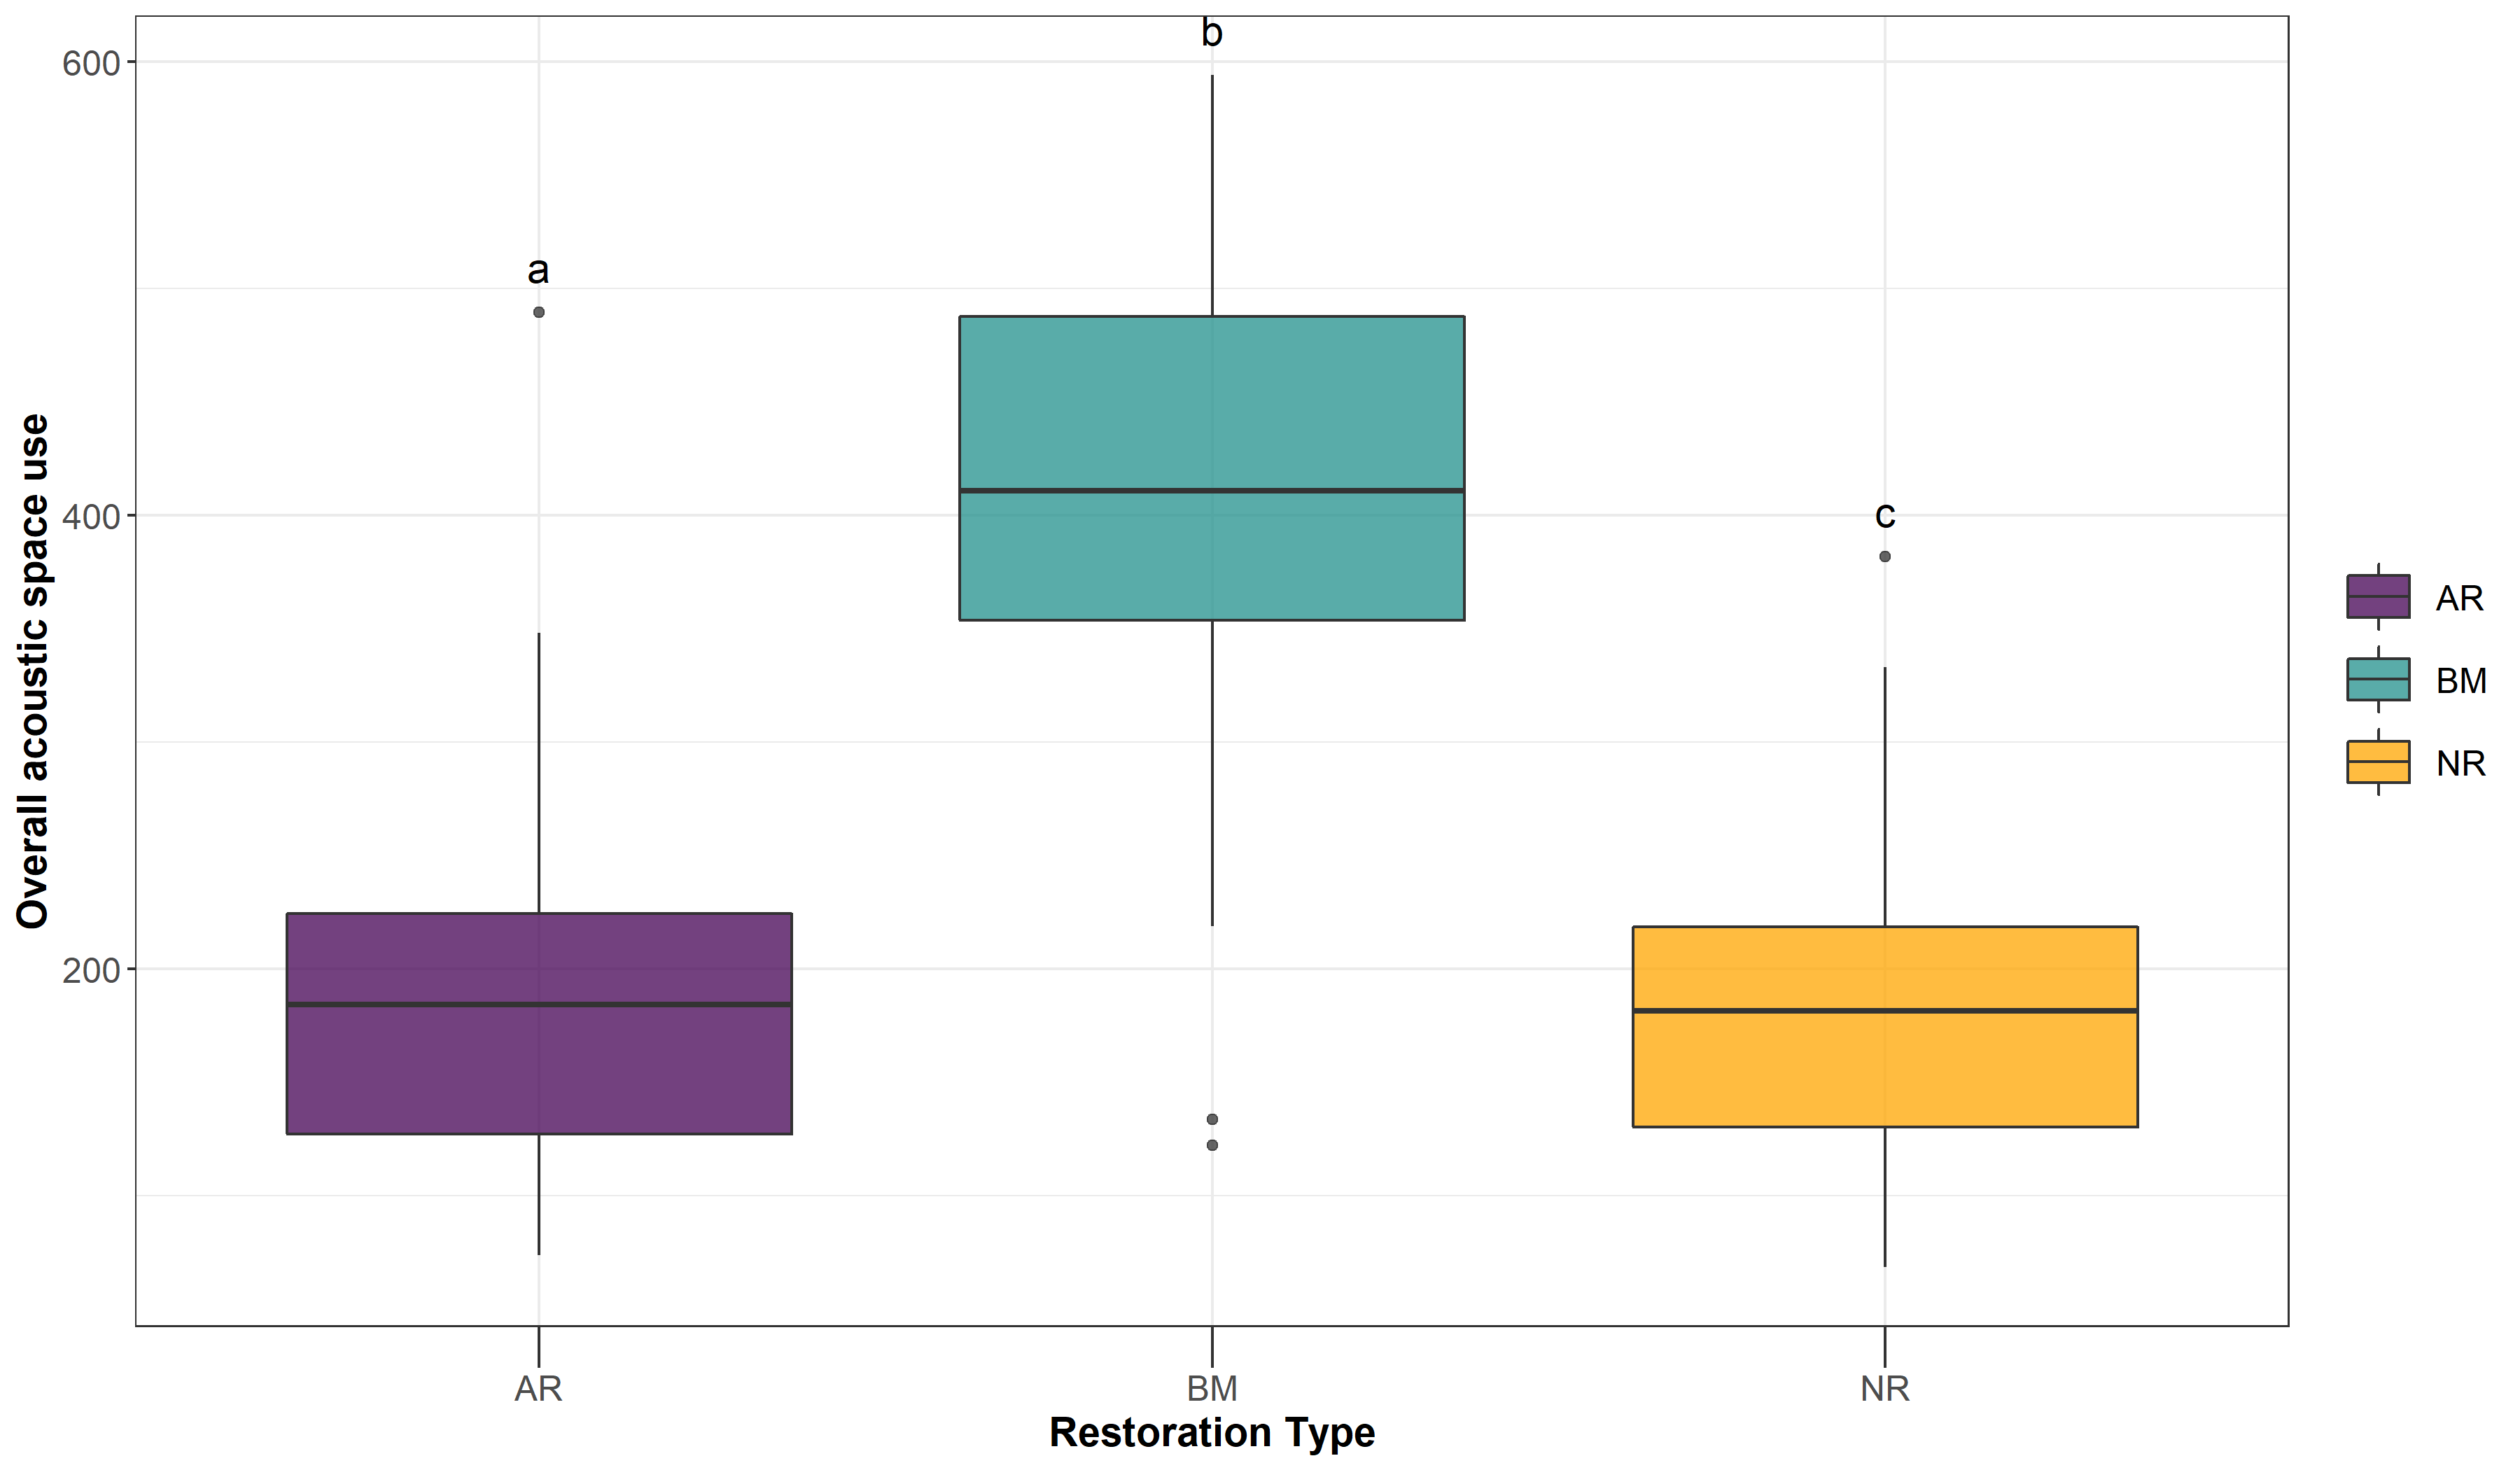 Overall acoustic space use
600
400
200
a
b
c
AR
BM
NR
Restoration Type
AR
BM
NR